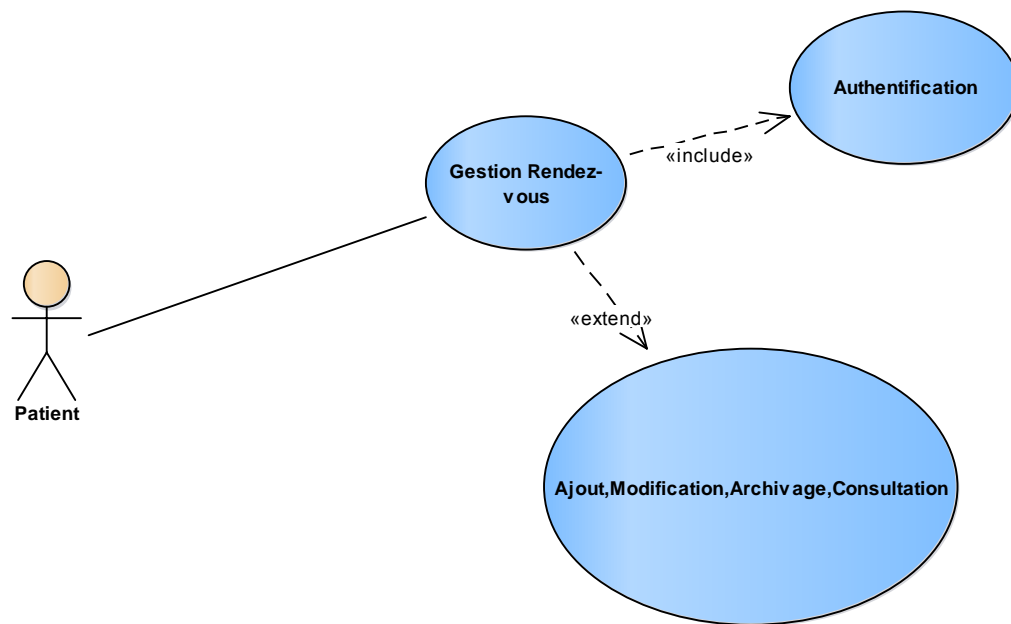 Authentification
«include»
Gestion Rendez-
vous
«extend»
Patient
Ajout,Modification,Archivage,Consultation